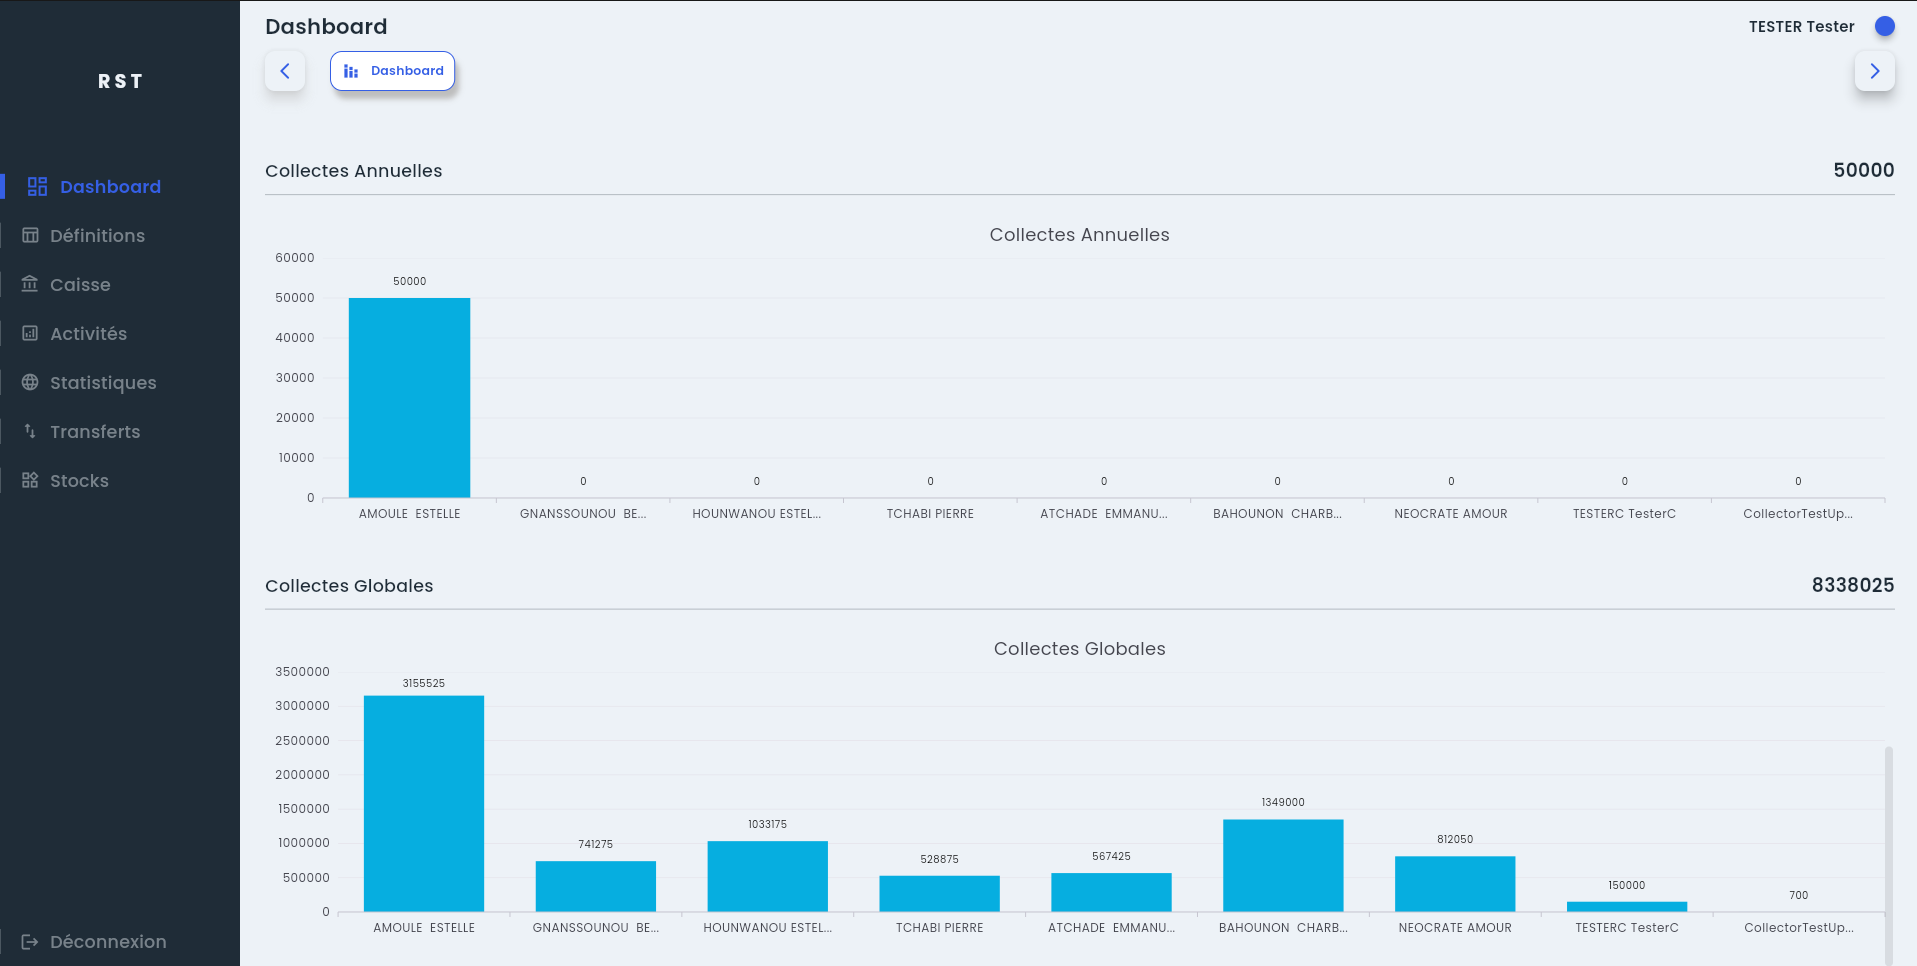 RST
Dashboard
Définitions
Caisse
Activités
Statistiques
Transferts
Stocks
Déconnexion
Dashboard
TESTER Tester
Dashboard
Collectes Annuelles
50000
Collectes Annuelles
60000
50000
40000
30000
20000
10000
0
50000
0
0
0
0
0
0
0
0
AMOULE ESTELLE
GNANSSOUNOU BE...
HOUNWANOU ESTEL...
TCHABI PIERRE
ATCHADE EMMANU...
BAHOUNON CHARB...
NEOCRATE AMOUR
TESTERC TesterC
CollectorTestUp...
Collectes Globales
8338025
Collectes Globales
3500000
3000000
2500000
2000000
1500000
1000000
500000
0
3155525
741275
1033175
528875
567425
1349000
812050
150000
700
AMOULE ESTELLE
GNANSSOUNOU BE...
HOUNWANOU ESTEL...
TCHABI PIERRE
ATCHADE EMMANU...
BAHOUNON CHARB...
NEOCRATE AMOUR
TESTERC TesterC
CollectorTestUp...